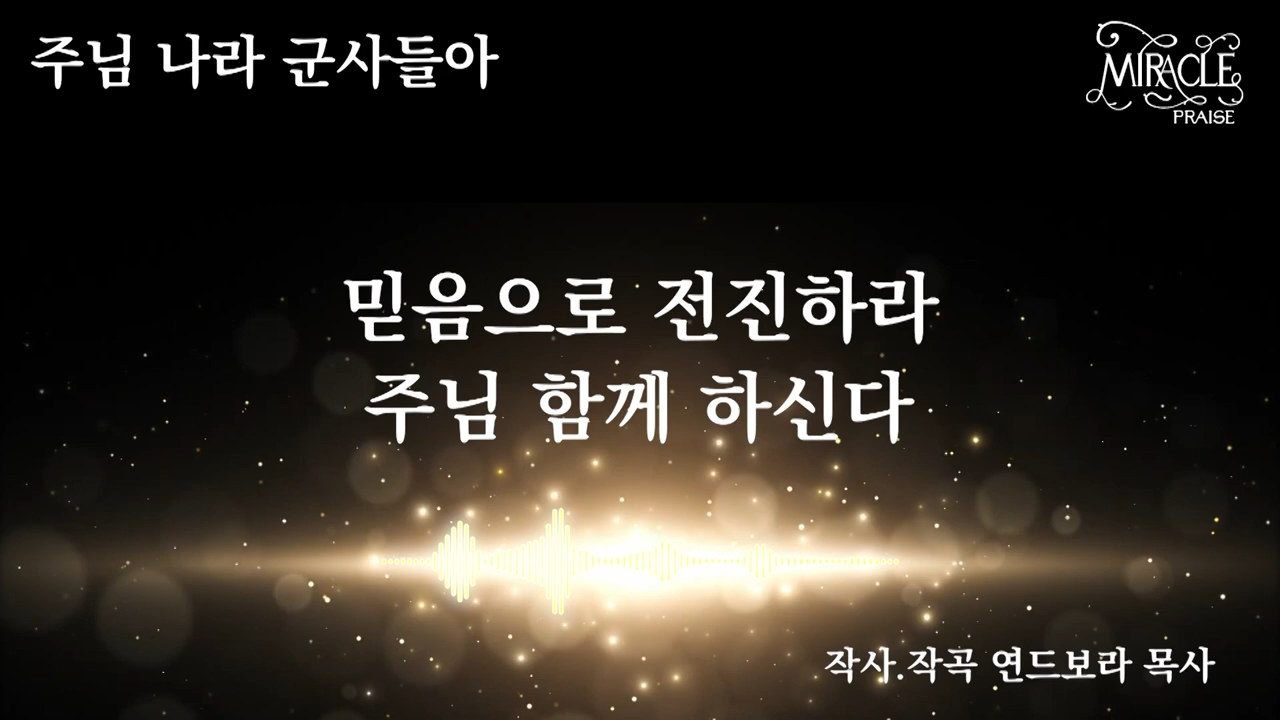 주님 나라 군사들아
MIRACLE
PRAISE
믿음으로 전진하라
주님 함께 하신다
작사.작곡 연드보라 목사